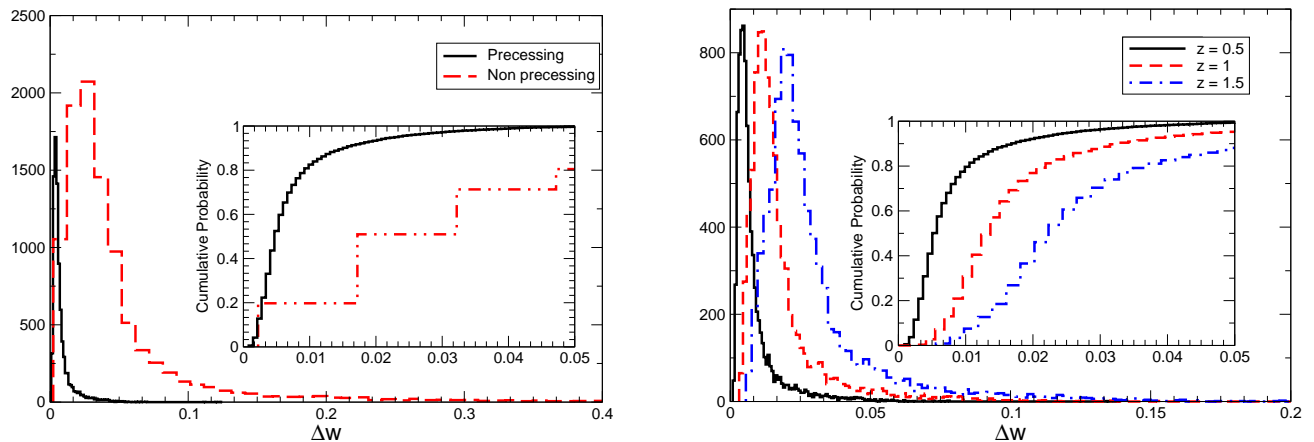 2500
2000
1500
1000
500
0
Precessing
Non precessing
Cumulative Probability
1
0.8
0.6
0.4
0.2
0
0 0.01 0.02 0.03 0.04 0.05
0 0.1 0.2 0.3 0.4
Δw
800
600
400
200
0
z = 0.5
z = 1
z = 1.5
Cumulative Probability
1
0.8
0.6
0.4
0.2
0
0 0.01 0.02 0.03 0.04 0.05
0 0.05 0.1 0.15 0.2
Δw